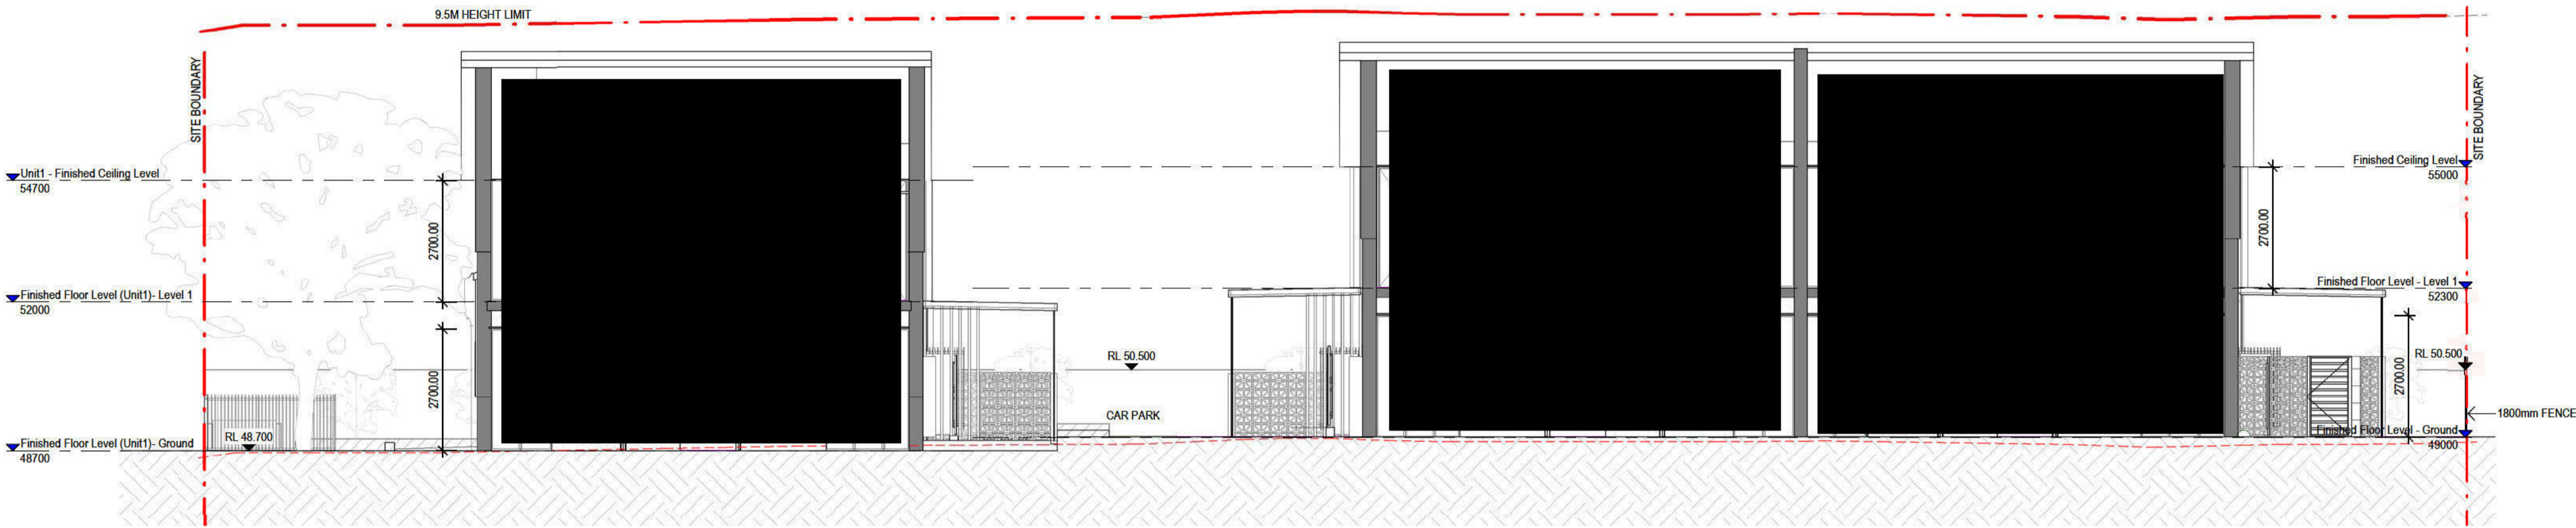 9.5M HEIGHT LIMIT
SITE BOUNDARY
SITE BOUNDARY
Unit1 - Finished Ceiling Level
54700
Finished Ceiling Level
55000
2700.00
2700.00
Finished Floor Level (Unit1)- Level 1
52000
Finished Floor Level - Level 1
52300
RL 50.500
RL 50.500
2700.00
2700.00
CAR PARK
1800mm FENCE
RL 48.700
Finished Floor Level (Unit1)- Ground
48700
Finished Floor Level - Ground
49000